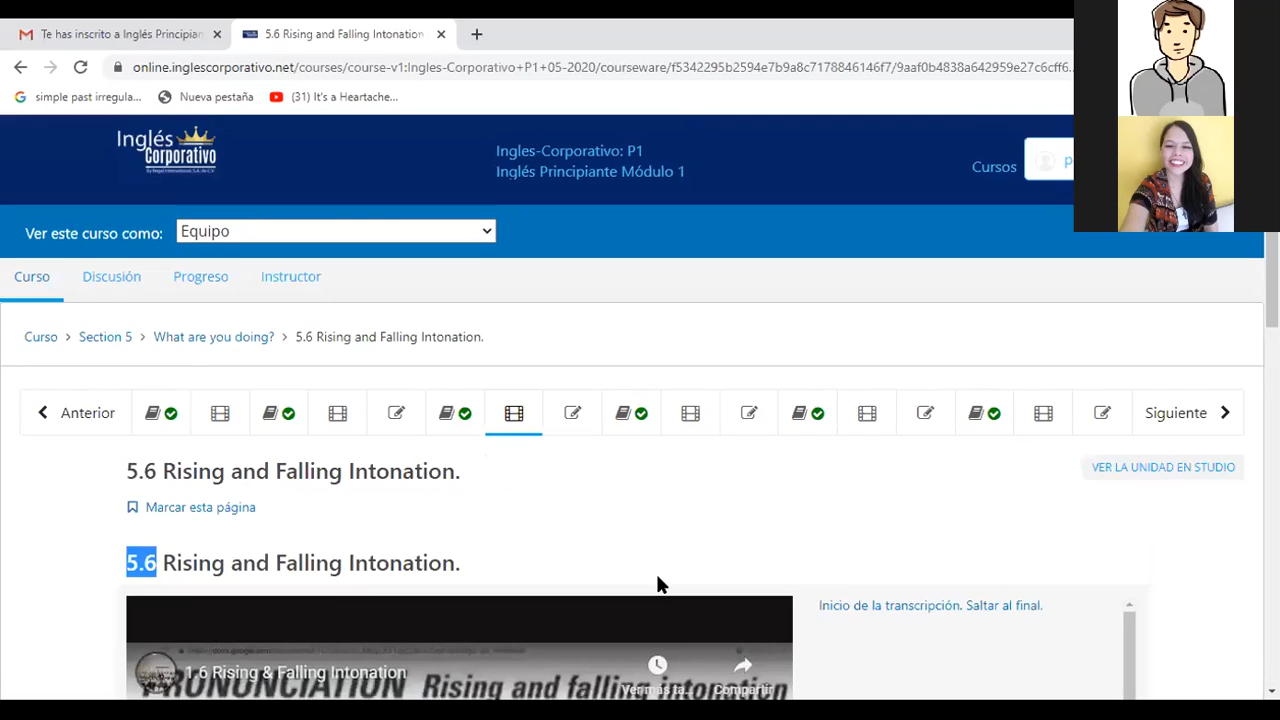 Te has inscrito a Inglés Principian
5.6 Rising and Falling Intonation
online.inglescorporativo.net/courses/course-v1:Ingles-Corporativo+P1+05-2020/courseware/f5342295b2594e7b9a8c7178846146f7/9aaf0b4838a642959e27c6cff6...
simple past irregula...
Nueva pestaña
(31) It's a Heartache...
Inglés
Corporativo
Ingles-Corporativo: P1
Inglés Principiante Módulo 1
Cursos
p
Ver este curso como:
Equipo
Curso
Discusión
Progreso
Instructor
Curso > Section 5 > What are you doing? > 5.6 Rising and Falling Intonation.
Anterior
Siguiente
5.6 Rising and Falling Intonation.
VER LA UNIDAD EN STUDIO
Marcar esta página
5.6 Rising and Falling Intonation.
Inicio de la transcripción. Saltar al final.
1.6 Rising & Falling Intonation
PRONUNCIATION Rising and falling intonation
Ver más ta...
Compartir